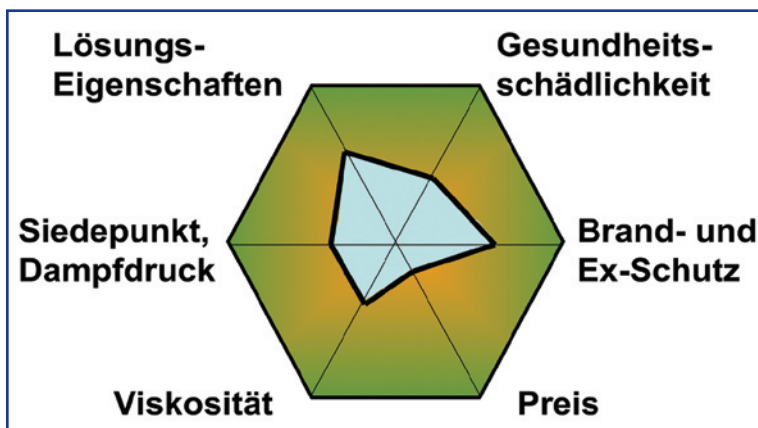 Lösungs-
Eigenschaften
Gesundheits-
schädlichkeit
Siedepunkt,
Dampfdruck
Brand- und
Ex-Schutz
Viskosität
Preis